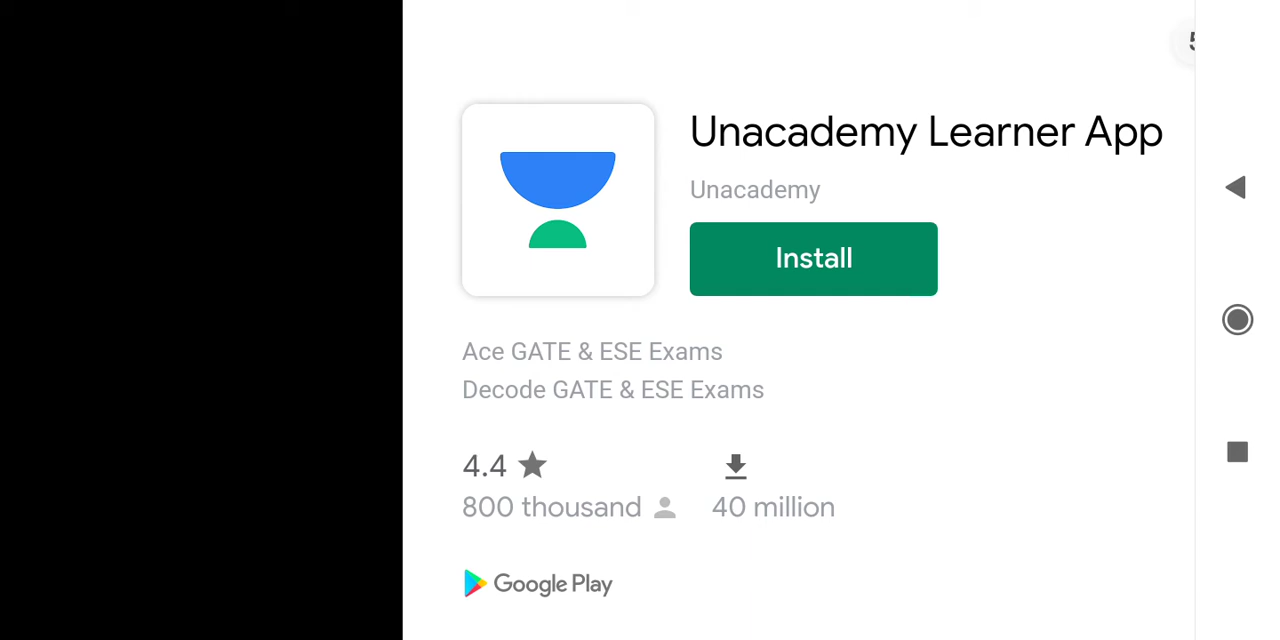 5
Unacademy Learner App
Unacademy
Install
Ace GATE & ESE Exams
Decode GATE & ESE Exams
4.4
800 thousand
40 million
Google Play